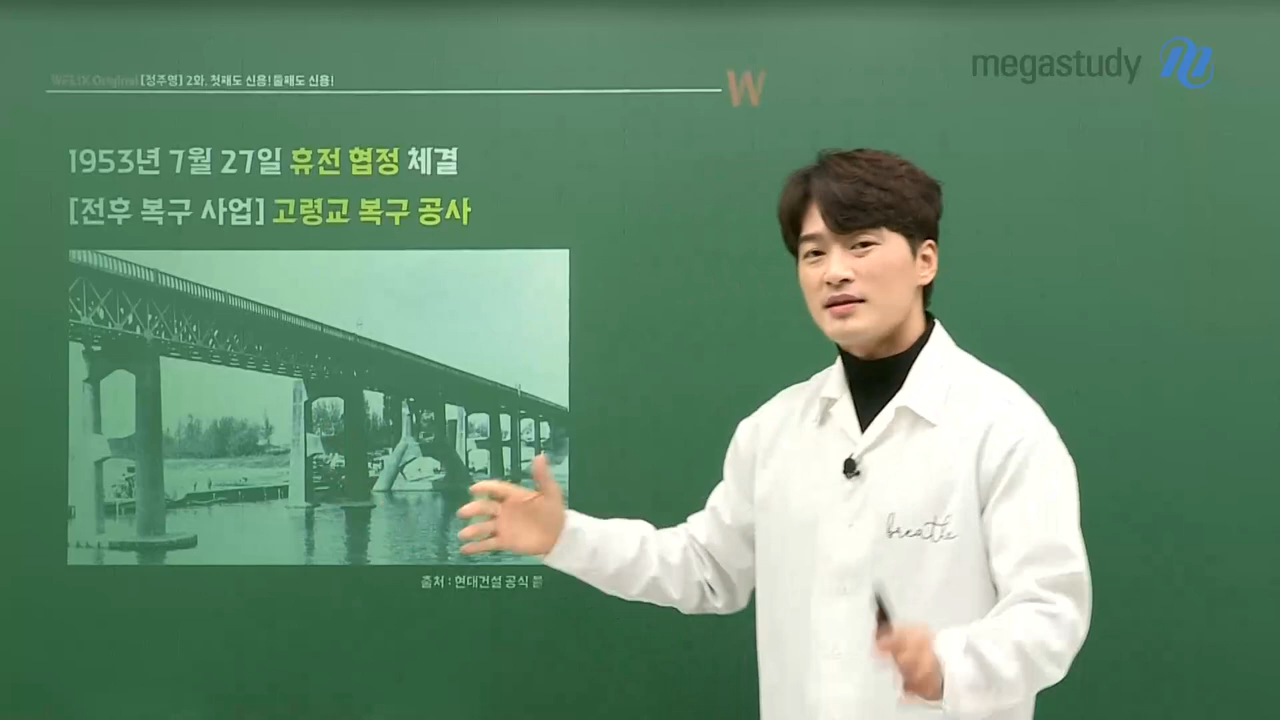 [정주영] 2화. 첫째도 신용! 둘째도 신용!
W
megastudy
1953년 7월 27일 휴전 협정 체결
[전후 복구 사업] 고령교 복구 공사
breathe
출처 : 현대건설 공식